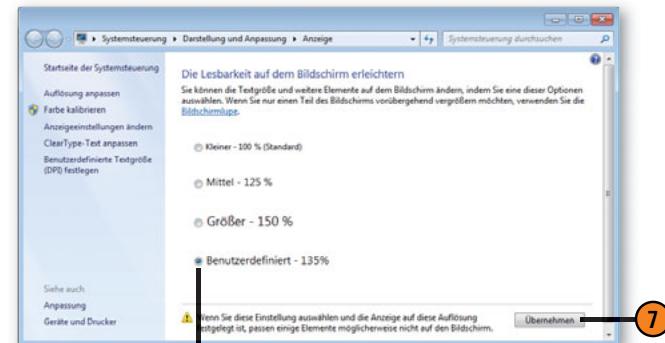 Systemsteuerung ▸ Darstellung und Anpassung ▸ Anzeige
Systemsteuerung durchsuchen
Startseite der Systemsteuerung
Auflösung anpassen
Farbe kalibrieren
Anzeigeeinstellungen ändern
ClearType-Text anpassen
Benutzerdefinierte Textgröße
(DPI) festlegen
Siehe auch
Anpassung
Geräte und Drucker
Die Lesbarkeit auf dem Bildschirm erleichtern
Sie können die Textgröße und weitere Elemente auf dem Bildschirm ändern, indem Sie eine dieser Optionen
auswählen. Wenn Sie nur einen Teil des Bildschirms vorübergehend vergrößern möchten, verwenden Sie die
Bildschirmlupe.
Kleiner - 100 % (Standard)
Mittel - 125 %
Größer - 150 %
Benutzerdefiniert - 135%
Wenn Sie diese Einstellung auswählen und die Anzeige auf diese Auflösung
festgelegt ist, passen einige Elemente möglicherweise nicht auf den Bildschirm.
Übernehmen
7